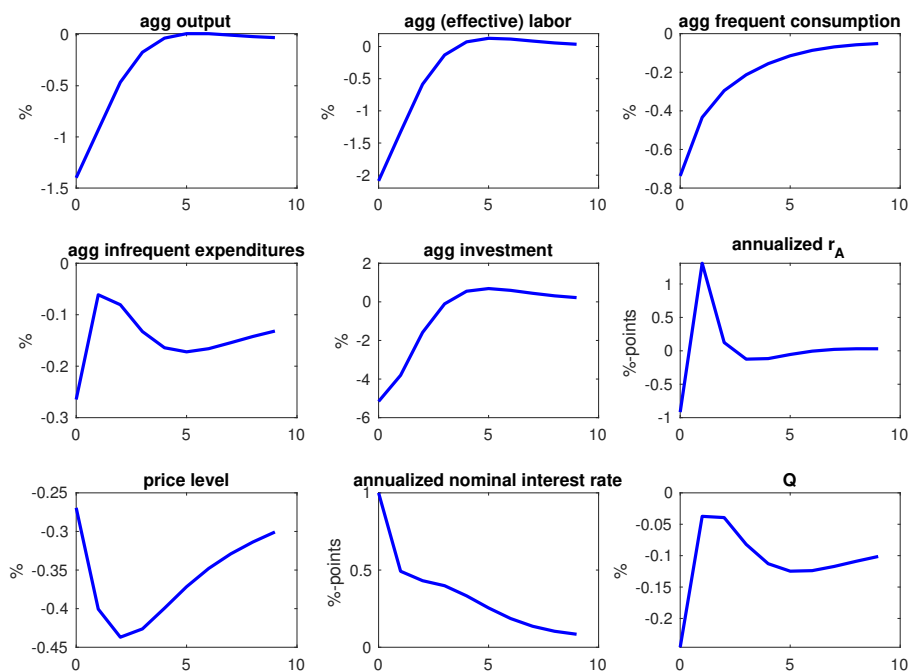 agg output
0
-0.5
-1
-1.5
%
0 5 10
agg (effective) labor
0
-0.5
-1
-1.5
-2
%
0 5 10
agg frequent consumption
0
-0.2
-0.4
-0.6
-0.8
%
0 5 10
agg infrequent expenditures
0
-0.1
-0.2
-0.3
%
0 5 10
agg investment
2
0
-2
-4
-6
%
0 5 10
annualized r_A
1
0.5
0
-0.5
-1
%-points
0 5 10
price level
-0.25
-0.3
-0.35
-0.4
-0.45
%
0 5 10
annualized nominal interest rate
1
0.5
0
%-points
0 5 10
Q
0
-0.05
-0.1
-0.15
-0.2
%
0 5 10